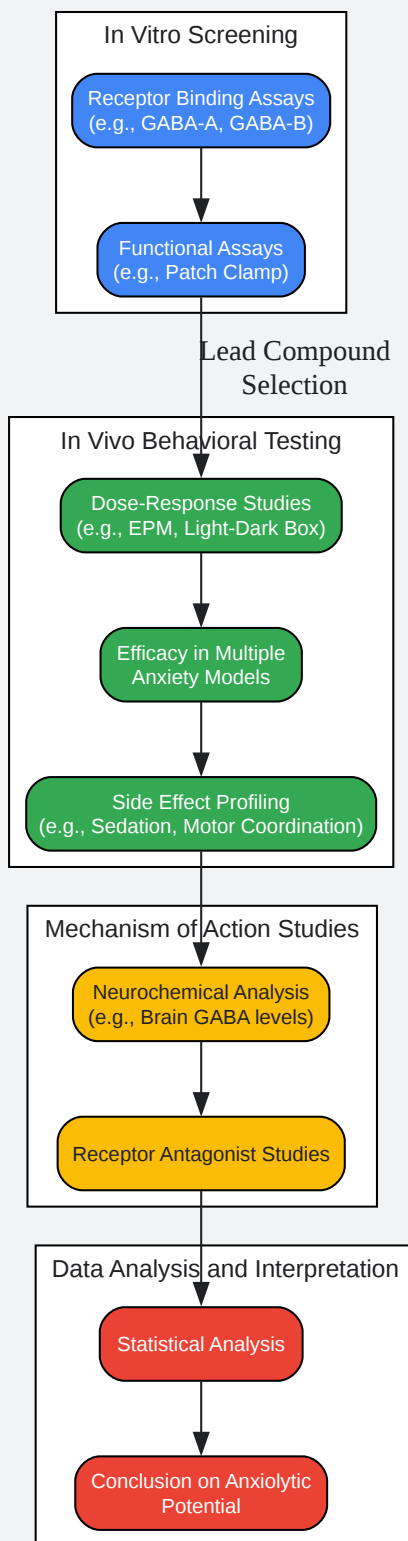 In Vitro Screening
Receptor Binding Assays
(e.g., GABA-A, GABA-B)
Functional Assays
(e.g., Patch Clamp)
Lead Compound
Selection
In Vivo Behavioral Testing
Dose-Response Studies
(e.g., EPM, Light-Dark Box)
Efficacy in Multiple
Anxiety Models
Side Effect Profiling
(e.g., Sedation, Motor Coordination)
Mechanism of Action Studies
Neurochemical Analysis
(e.g., Brain GABA levels)
Receptor Antagonist Studies
Data Analysis and Interpretation
Statistical Analysis
Conclusion on Anxiolytic
Potential